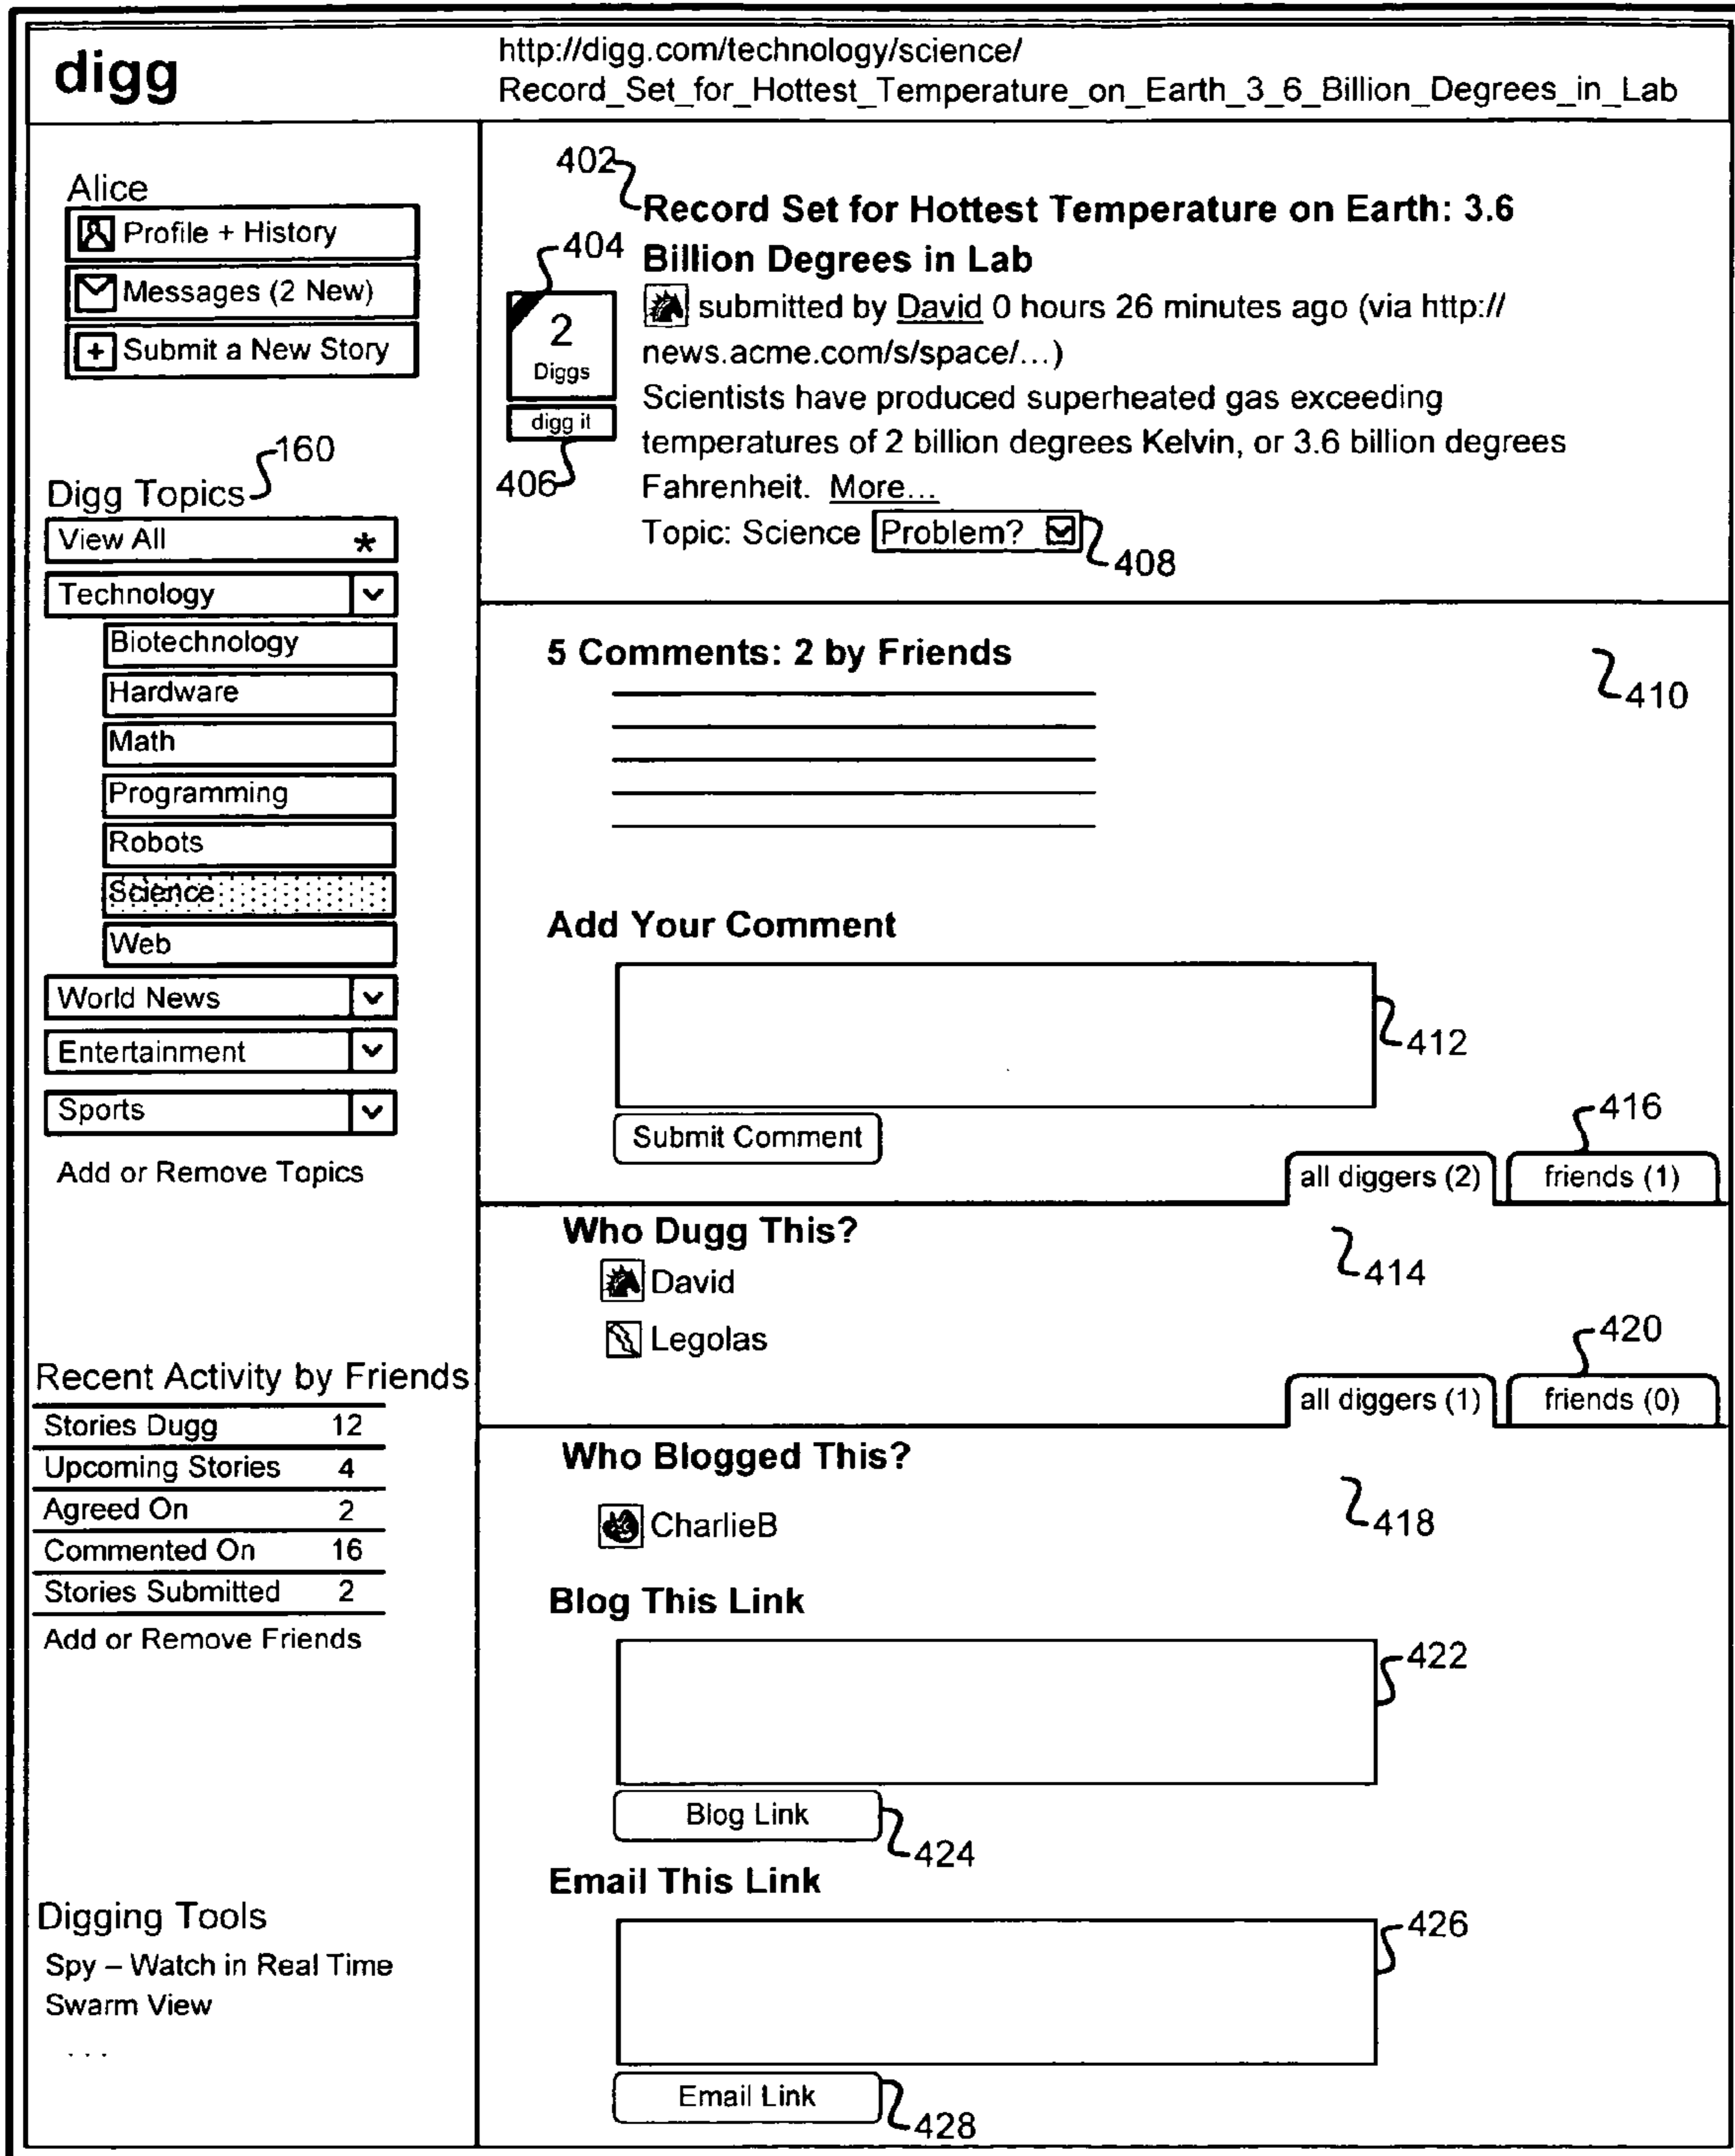 digg
http://digg.com/technology/science/
Record_Set_for_Hottest_Temperature_on_Earth_3_6_Billion_Degrees_in_Lab
Alice
Profile + History
Messages (2 New)
+ Submit a New Story
160
Digg Topics
View All *
Technology
Biotechnology
Hardware
Math
Programming
Robots
Science
Web
World News
Entertainment
Sports
Add or Remove Topics
Recent Activity by Friends
Stories Dugg 12
Upcoming Stories 4
Agreed On 2
Commented On 16
Stories Submitted 2
Add or Remove Friends
Digging Tools
Spy – Watch in Real Time
Swarm View
. . .
402
Record Set for Hottest Temperature on Earth: 3.6
Billion Degrees in Lab
404
2
Diggs
digg it
406
submitted by David 0 hours 26 minutes ago (via http://
news.acme.com/s/space/...)
Scientists have produced superheated gas exceeding
temperatures of 2 billion degrees Kelvin, or 3.6 billion degrees
Fahrenheit. More...
Topic: Science Problem?
408
5 Comments: 2 by Friends
410
Add Your Comment
412
Submit Comment
416
all diggers (2) friends (1)
Who Dugg This?
414
David
Legolas
420
all diggers (1) friends (0)
Who Blogged This?
418
CharlieB
Blog This Link
422
Blog Link
424
Email This Link
426
Email Link
428